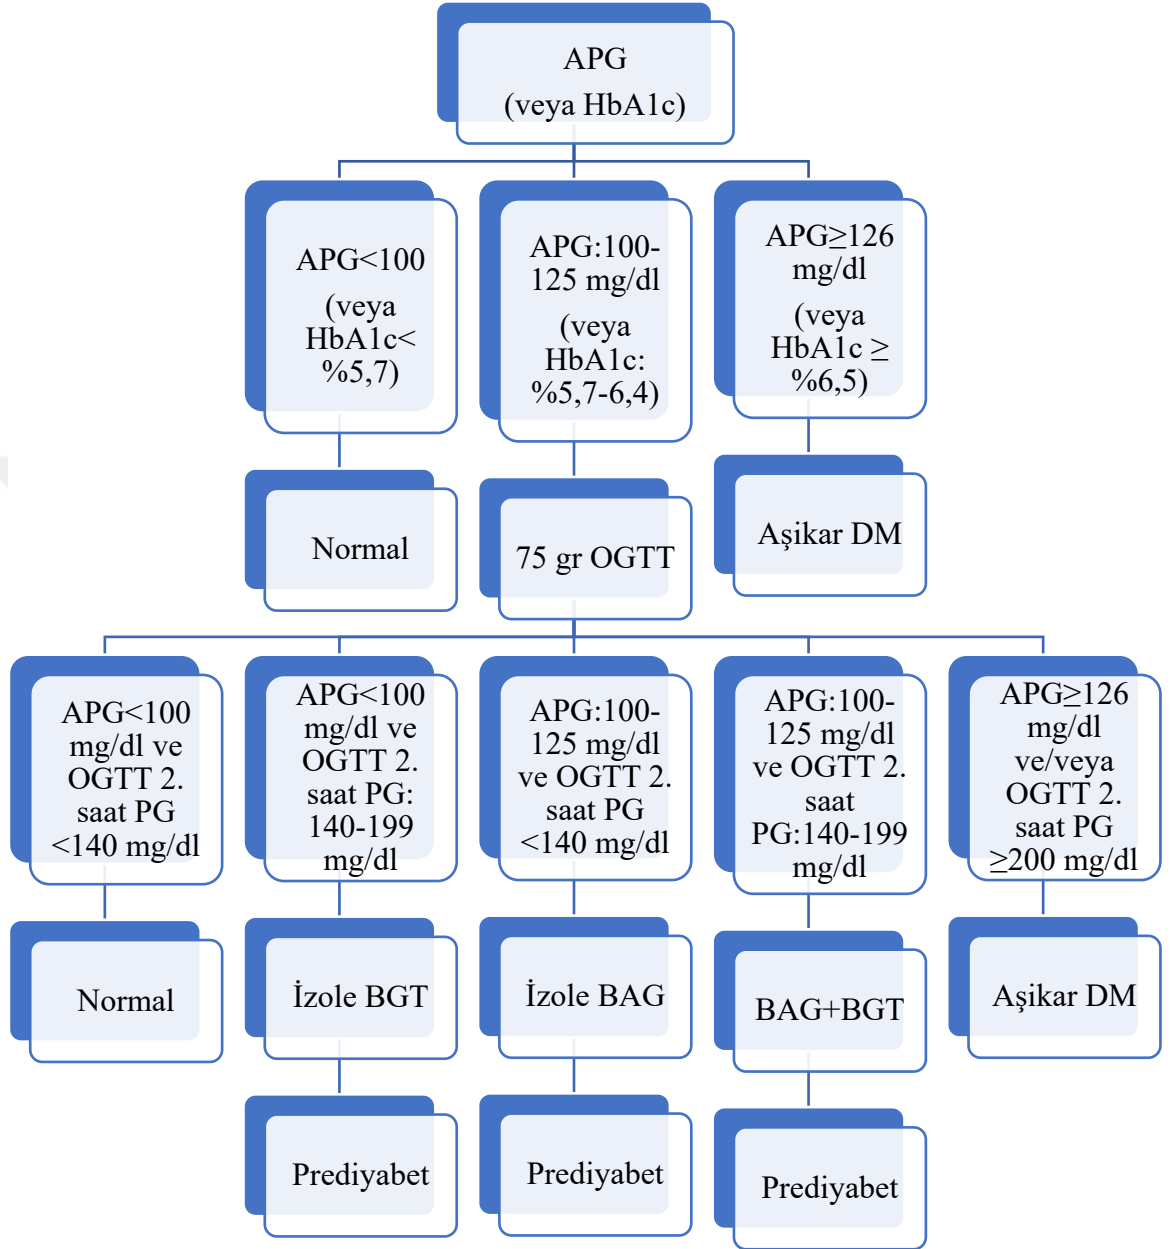 APG
(veya HbA1c)
APG<100
(veya
HbA1c<
%5,7)
APG:100-
125 mg/dl
(veya
HbA1c:
%5,7-6,4)
APG≥126
mg/dl
(veya
HbA1c ≥
%6,5)
Normal
75 gr OGTT
Aşikar DM
APG<100
mg/dl ve
OGTT 2.
saat PG
<140 mg/dl
APG<100
mg/dl ve
OGTT 2.
saat PG:
140-199
mg/dl
APG:100-
125 mg/dl
ve OGTT 2.
saat PG
<140 mg/dl
APG:100-
125 mg/dl
ve OGTT 2.
saat
PG:140-199
mg/dl
APG≥126
mg/dl
ve/veya
OGTT 2.
saat PG
≥200 mg/dl
Normal
İzole BGT
İzole BAG
BAG+BGT
Aşikar DM
Prediyabet
Prediyabet
Prediyabet